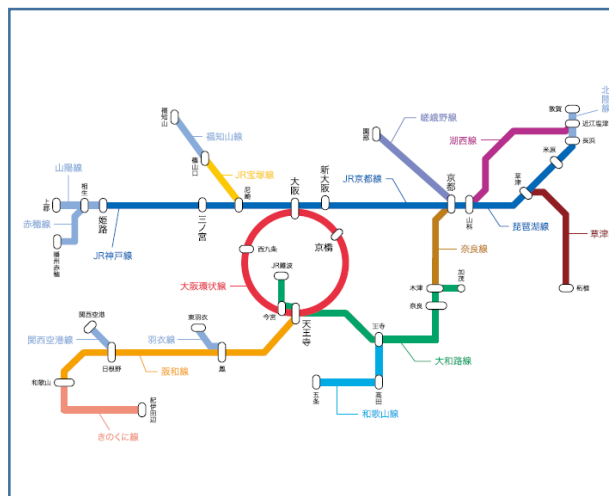 敦賀
北陸線
近江塩津
長浜
米原
草津
湖西線
嵯峨野線
園部
福知山
福知山線
篠山口
JR宝塚線
尼崎
大阪
新大阪
JR京都線
京都
山科
琵琶湖線
草津線
柘植
山陽線
相生
上郡
赤穂線
播州赤穂
姫路
JR神戸線
三ノ宮
西九条
京橋
大阪環状線
JR難波
今宮
天王寺
奈良線
加茂
木津
奈良
関西空港
関西空港線
日根野
東羽衣
羽衣線
鳳
阪和線
王寺
大和路線
高田
和歌山線
五条
和歌山
紀伊田辺
きのくに線